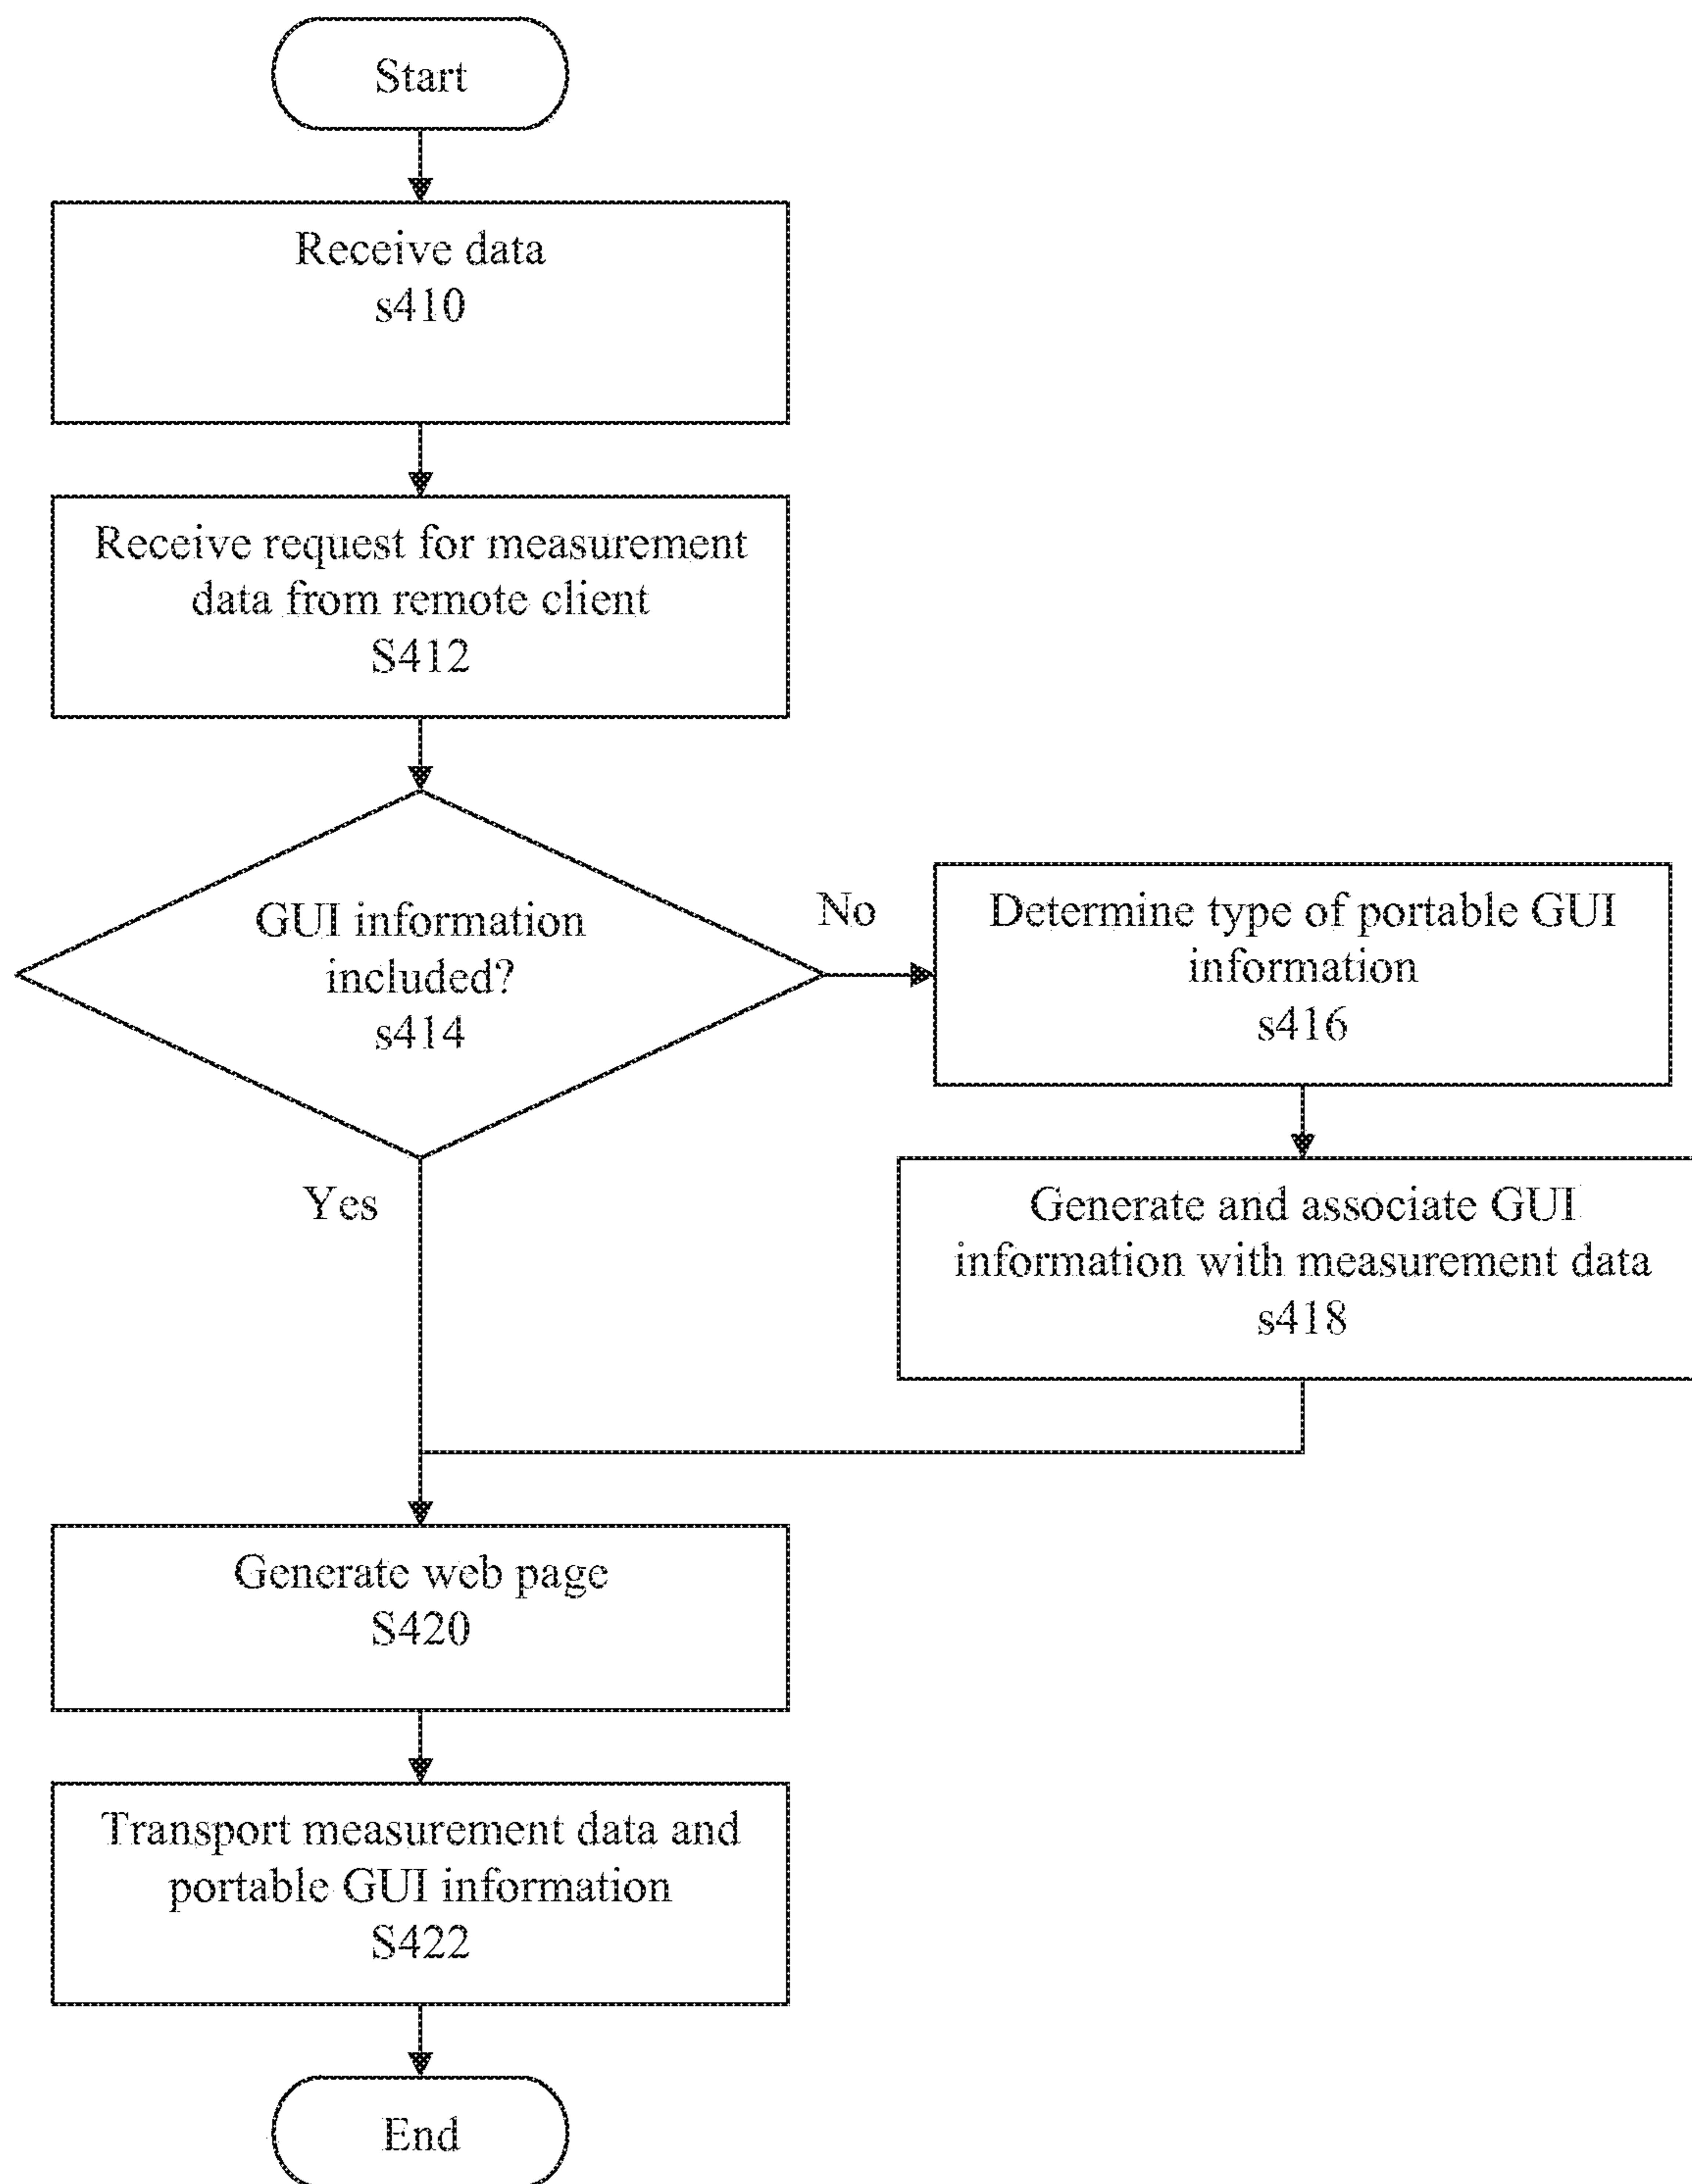 Start
Receive data
s410
Receive request for measurement
data from remote client
S412
GUI information
included?
s414
No
Determine type of portable GUI
information
s416
Yes
Generate and associate GUI
information with measurement data
s418
Generate web page
S420
Transport measurement data and
portable GUI information
S422
End